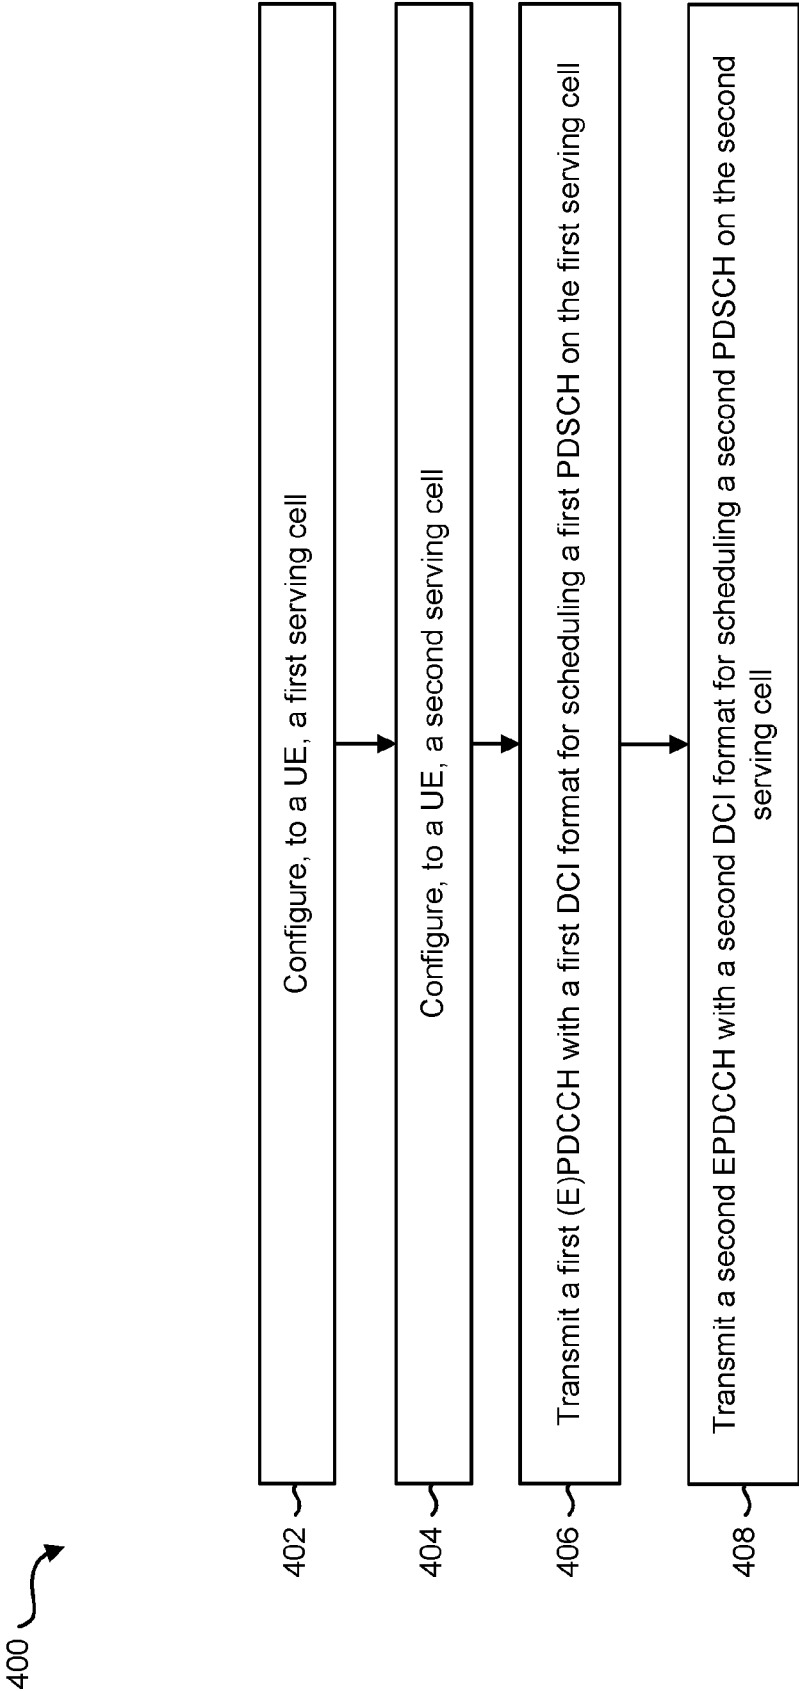 400
402
Configure, to a UE, a first serving cell
404
Configure, to a UE, a second serving cell
406
Transmit a first (E)PDCCH with a first DCI format for scheduling a first PDSCH on the first serving cell
408
Transmit a second EPDCCH with a second DCI format for scheduling a second PDSCH on the second
serving cell